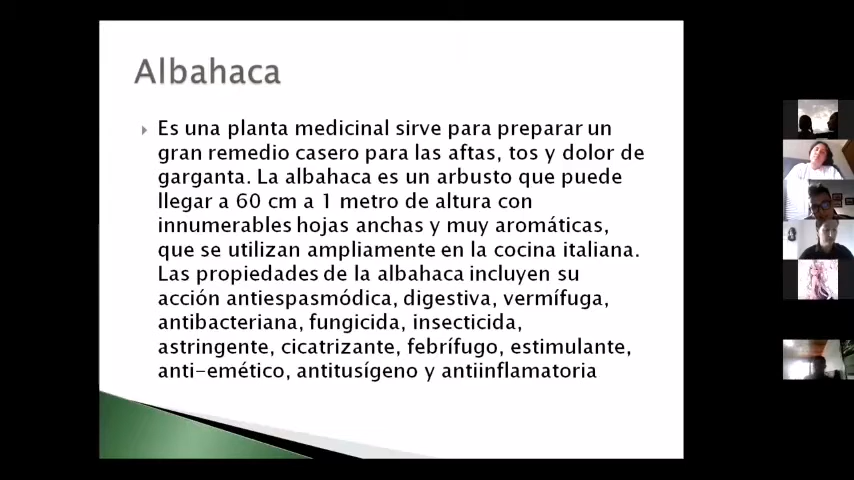 Albahaca
Es una planta medicinal sirve para preparar un
gran remedio casero para las aftas, tos y dolor de
garganta. La albahaca es un arbusto que puede
llegar a 60 cm a 1 metro de altura con
innumerables hojas anchas y muy aromáticas,
que se utilizan ampliamente en la cocina italiana.
Las propiedades de la albahaca incluyen su
acción antiespasmódica, digestiva, vermífuga,
antibacteriana, fungicida, insecticida,
astringente, cicatrizante, febrífugo, estimulante,
anti-emético, antitusígeno y antiinflamatoria